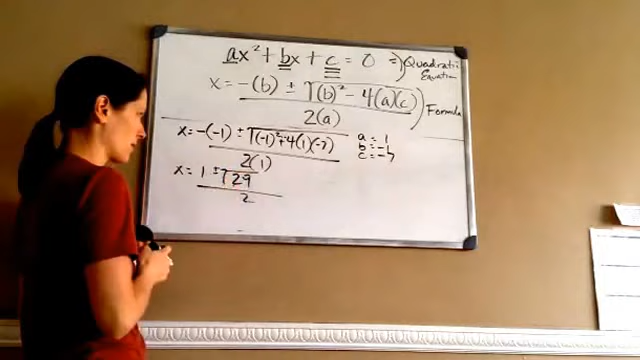 ax² + bx + c = 0 => Quadratic Equation
x = -(b) ± √(b)² - 4(a)(c) Formula
2(a)
x = -(-1) ± √(-1)² - 4(1)(-7)
2(1)
a = 1
b = -1
c = -7
x = 1 ± √29
2